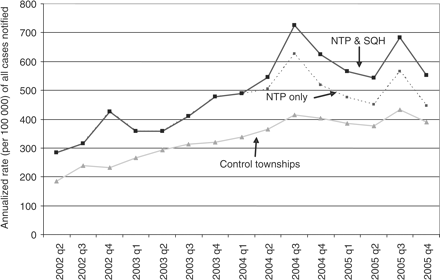 Annualized rate (per 100 000) of all cases notified
800
700
600
500
400
300
200
100
0
NTP & SQH
NTP only
Control townships
2002 q2
2002 q3
2002 q4
2003 q1
2003 q2
2003 q3
2003 q4
2004 q1
2004 q2
2004 q3
2004 q4
2005 q1
2005 q2
2005 q3
2005 q4